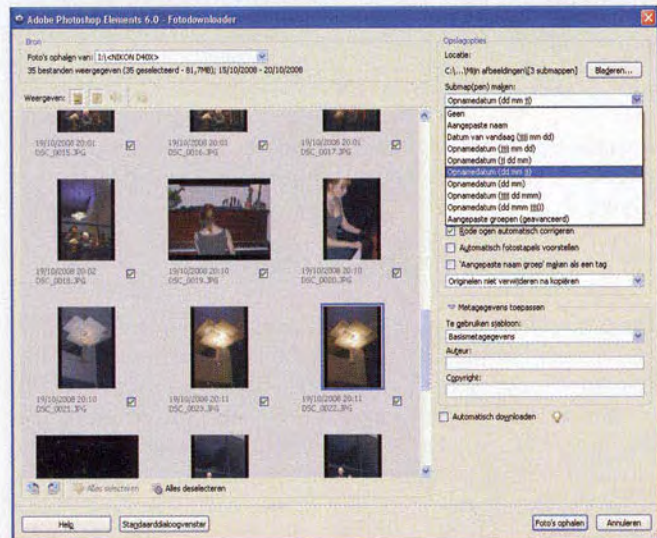 Adobe Photoshop Elements 6.0 - Fotodownloader
Bron
Foto's ophalen van: I:\<NIKON D40X>
35 bestanden weergegeven (35 geselecteerd - 81,7MB); 15/10/2008 - 20/10/2008
Weergeven:
19/10/2008 20:01
DSC_0015.JPG
19/10/2008 20:01
DSC_0016.JPG
19/10/2008 20:01
DSC_0017.JPG
19/10/2008 20:02
DSC_0018.JPG
19/10/2008 20:10
DSC_0019.JPG
19/10/2008 20:10
DSC_0020.JPG
19/10/2008 20:10
DSC_0021.JPG
19/10/2008 20:11
DSC_0023.JPG
19/10/2008 20:11
DSC_0022.JPG
Alles selecteren
Alles deselecteren
Help
Standaarddialoogvenster
Opslagopties
Locatie:
C:\...\Mijn afbeeldingen\[3 submappen]
Bladeren...
Submap(pen) maken:
Opnamedatum (dd mm jj)
Geen
Aangepaste naam
Datum van vandaag (jjjj mm dd)
Opnamedatum (jjjj mm dd)
Opnamedatum (jj dd mm)
Opnamedatum (dd mm jj)
Opnamedatum (dd mm)
Opnamedatum (jjjj dd mmm)
Opnamedatum (dd mmm jjjj)
Aangepaste groepen (geavanceerd)
Rode ogen automatisch corrigeren
Automatisch fotostapels voorstellen
'Aangepaste naam groep' maken als een tag
Originelen niet verwijderen na kopiëren
Metagegevens toepassen
Te gebruiken sjabloon:
Basismetagegevens
Auteur:
Copyright:
Automatisch downloaden
Foto's ophalen
Annuleren